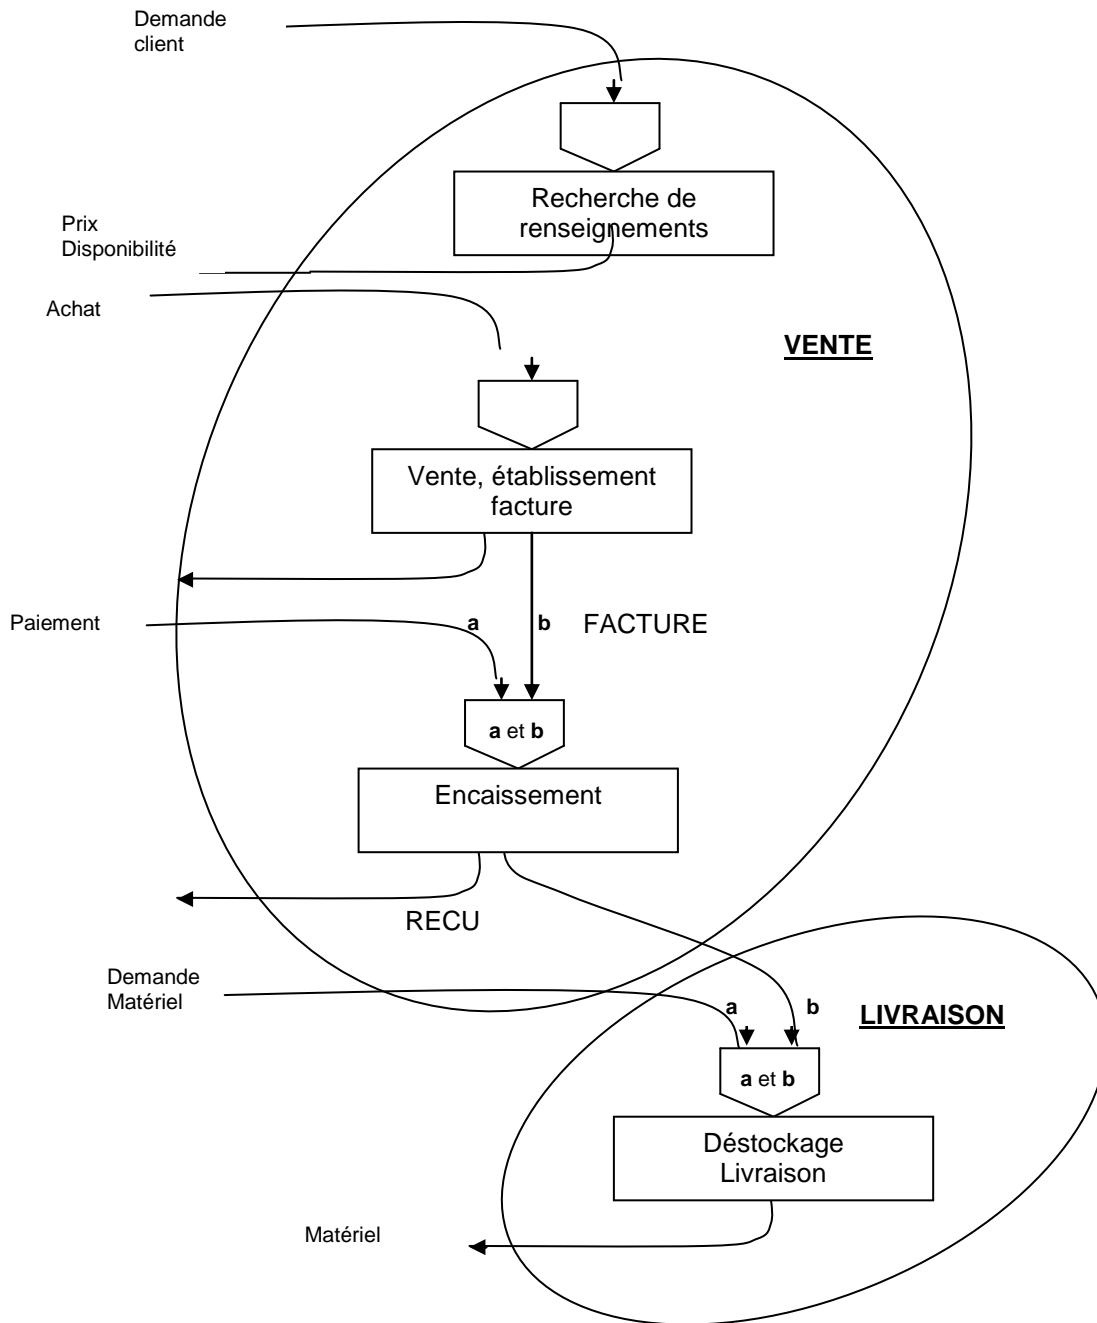 Demande
client
Recherche de
renseignements
Prix
Disponibilité
Achat
VENTE
Vente, établissement
facture
Paiement
a
b
FACTURE
a et b
Encaissement
RECU
Demande
Matériel
a
b
LIVRAISON
a et b
Déstockage
Livraison
Matériel